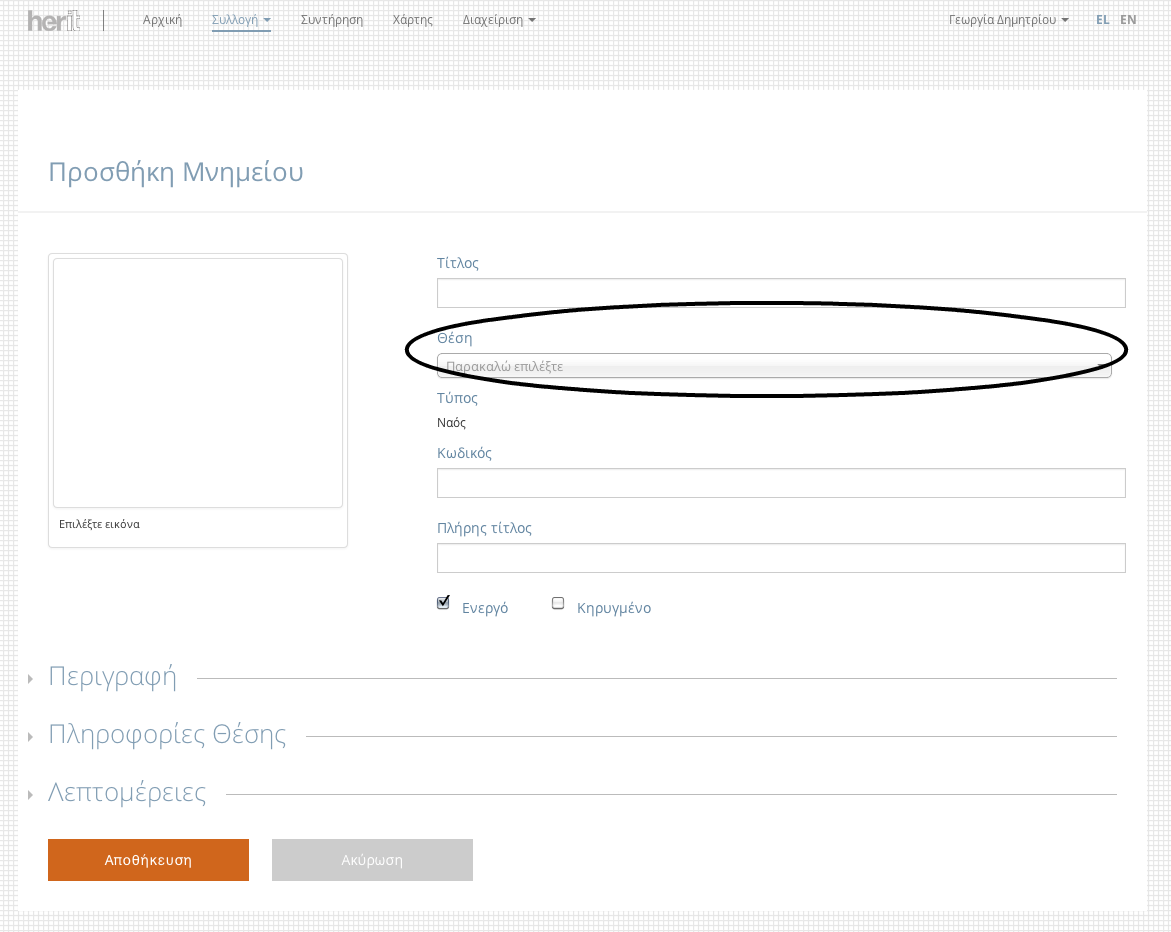 herit Αρχική Συλλογή Συντήρηση Χάρτης Διαχείριση Γεωργία Δημητρίου EL EN
Προσθήκη Μνημείου
Τίτλος
Θέση
Παρακαλώ επιλέξτε
Τύπος
Ναός
Κωδικός
Επιλέξτε εικόνα
Πλήρης τίτλος
Ενεργό Κηρυγμένο
Περιγραφή
Πληροφορίες Θέσης
Λεπτομέρειες
Αποθήκευση Ακύρωση